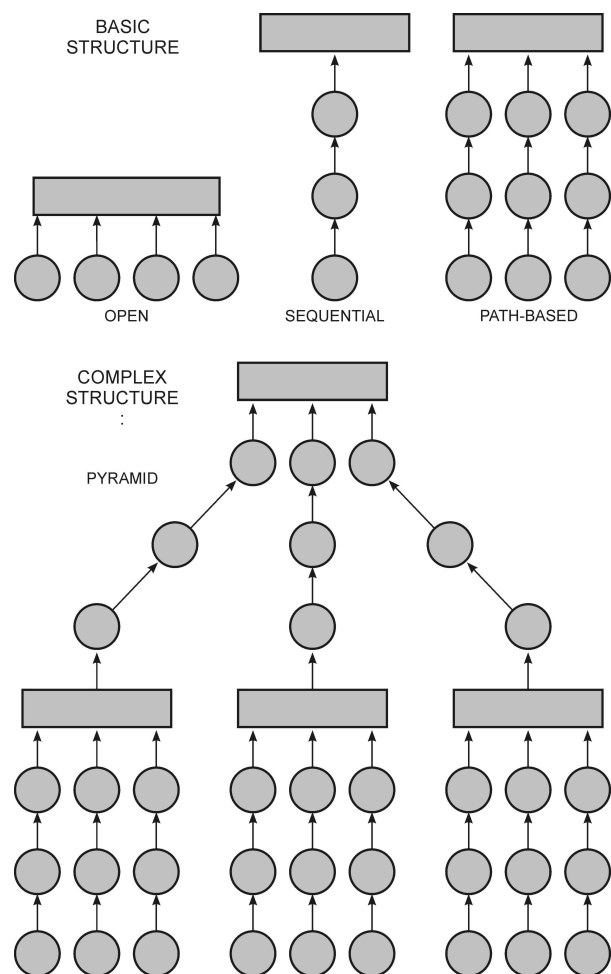 BASIC
STRUCTURE
OPEN
SEQUENTIAL
PATH-BASED
COMPLEX
STRUCTURE
:
PYRAMID